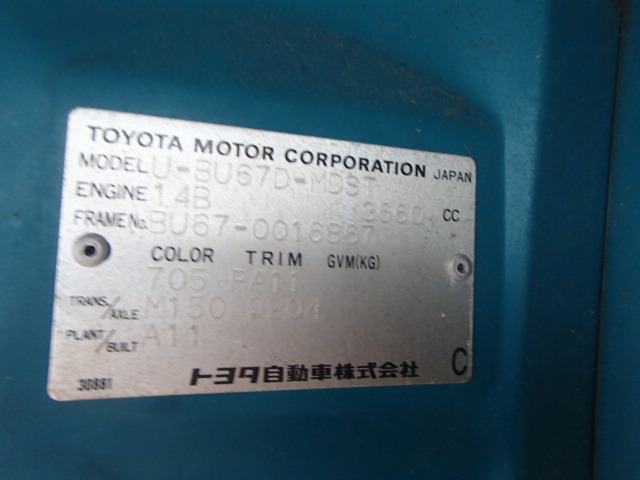 TOYOTA MOTOR CORPORATION JAPAN
MODEL U-BU67D-MDST
ENGINE 14B 3660 CC
FRAME No. BU67-0016867
COLOR TRIM GVM(KG)
705 PA11
TRANS/AXLE M150
PLANT/BUILT A11
トヨタ自動車株式会社 C
30881